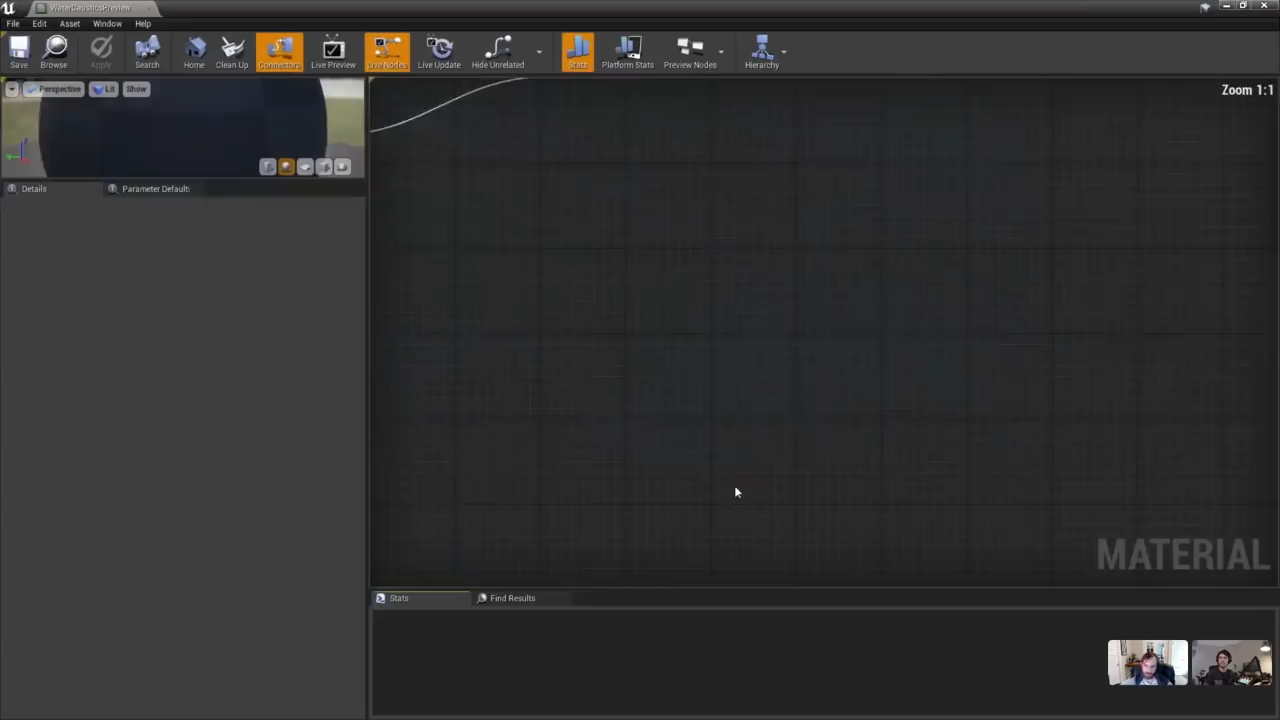 WaterCausticsPreview
File Edit Asset Window Help
Save Browse Apply Search Home Clean Up Connectors Live Preview Live Nodes Live Update Hide Unrelated Stats Platform Stats Preview Nodes Hierarchy
Perspective Lit Show
Zoom 1:1
Details Parameter Default:
MATERIAL
Stats Find Results